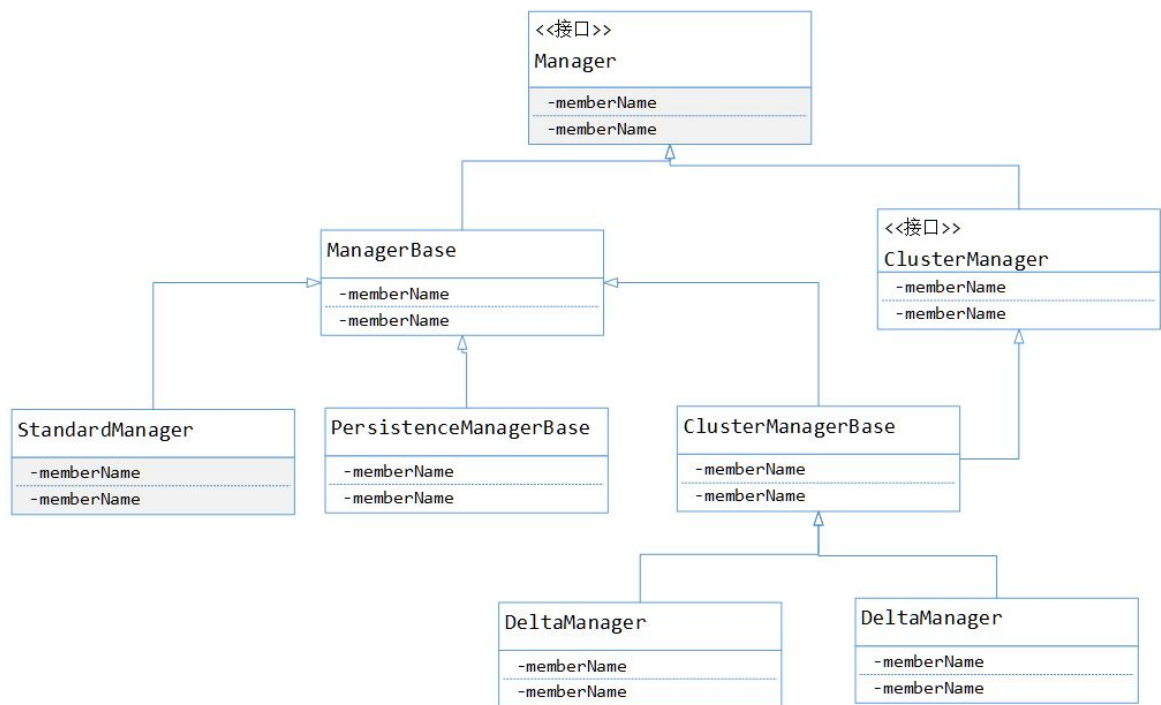 <<接口>>
Manager
-memberName
-memberName
ManagerBase
-memberName
-memberName
<<接口>>
ClusterManager
-memberName
-memberName
StandardManager
-memberName
-memberName
PersistenceManagerBase
-memberName
-memberName
ClusterManagerBase
-memberName
-memberName
DeltaManager
-memberName
-memberName
DeltaManager
-memberName
-memberName